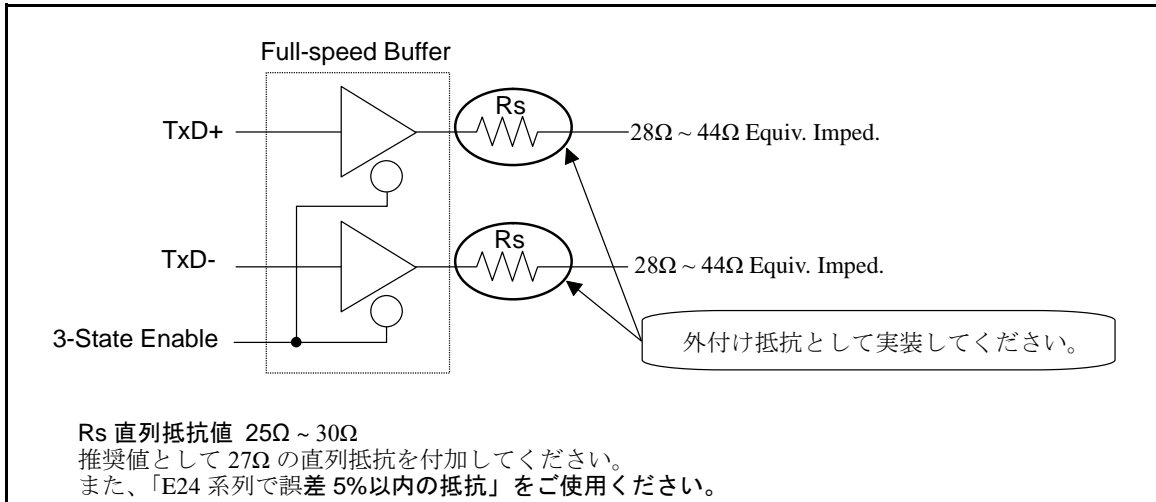 Full-speed Buffer
TxD+
Rs
28Ω ~ 44Ω Equiv. Imped.
TxD-
Rs
28Ω ~ 44Ω Equiv. Imped.
3-State Enable
外付け抵抗として実装してください。
Rs 直列抵抗値 25Ω ~ 30Ω
推奨値として 27Ω の直列抵抗を付加してください。
また、「E24 系列で誤差 5%以内の抵抗」をご使用ください。